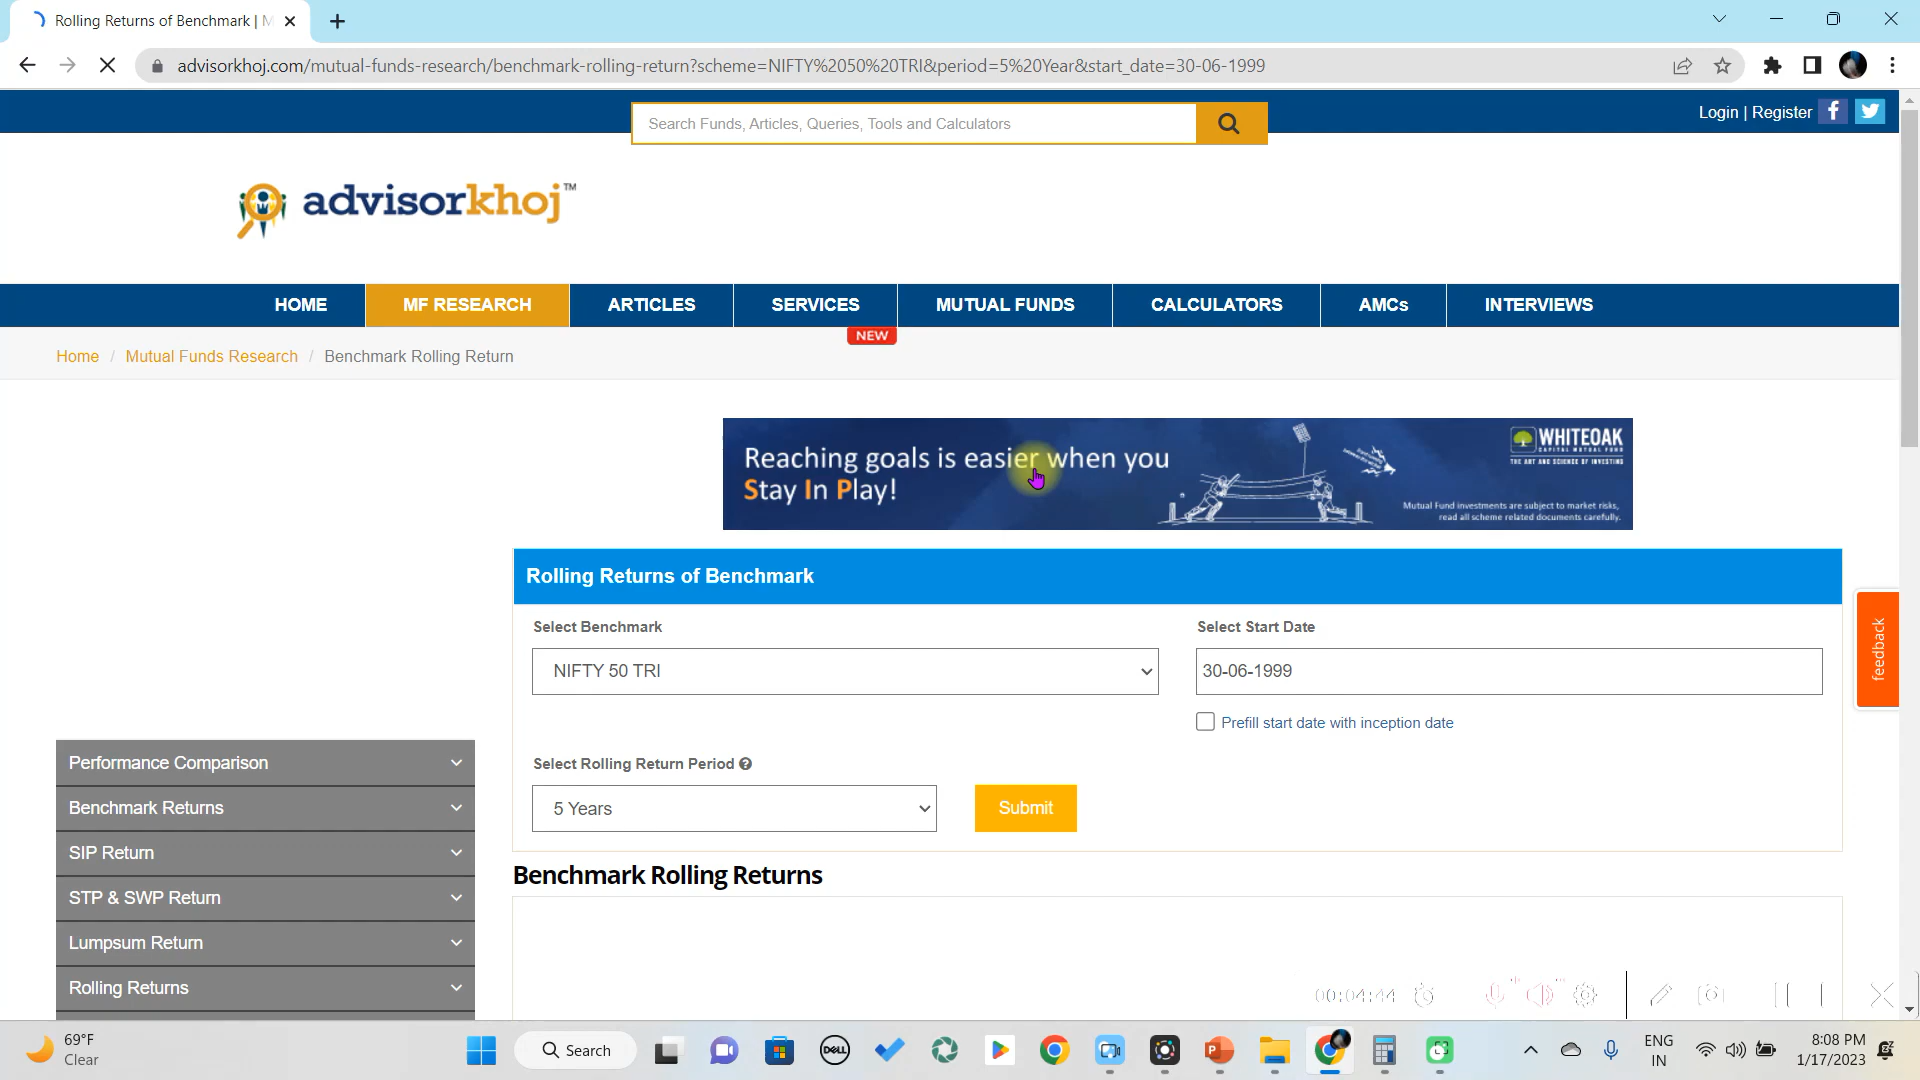 Rolling Returns of Benchmark | M
advisorkhoj.com/mutual-funds-research/benchmark-rolling-return?scheme=NIFTY%2050%20TRI&period=5%20Year&start_date=30-06-1999
Search Funds, Articles, Queries, Tools and Calculators
Login | Register
advisorkhoj™
HOME
MF RESEARCH
ARTICLES
SERVICES
MUTUAL FUNDS
CALCULATORS
AMCs
INTERVIEWS
NEW
Home / Mutual Funds Research / Benchmark Rolling Return
Reaching goals is easier when you
Stay In Play!
WHITEOAK
CAPITAL MUTUAL FUND
THE ART AND SCIENCE OF INVESTING
Mutual Fund investments are subject to market risks,
read all scheme related documents carefully.
Rolling Returns of Benchmark
Select Benchmark
Select Start Date
NIFTY 50 TRI
30-06-1999
Prefill start date with inception date
Select Rolling Return Period
5 Years
Submit
feedback
Performance Comparison
Benchmark Returns
SIP Return
STP & SWP Return
Lumpsum Return
Rolling Returns
Benchmark Rolling Returns
00:04:44
69°F
Clear
Search
DELL
ENG
IN
8:08 PM
1/17/2023